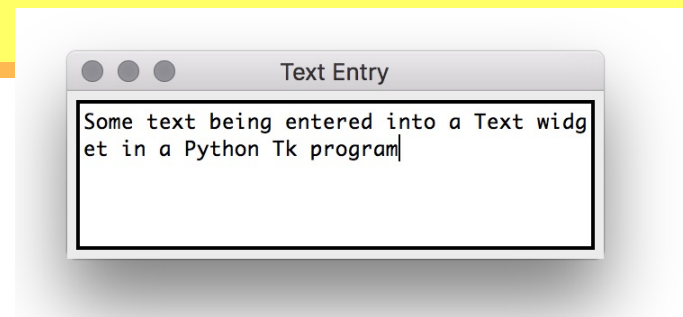 Text Entry
Some text being entered into a Text widg
et in a Python Tk program